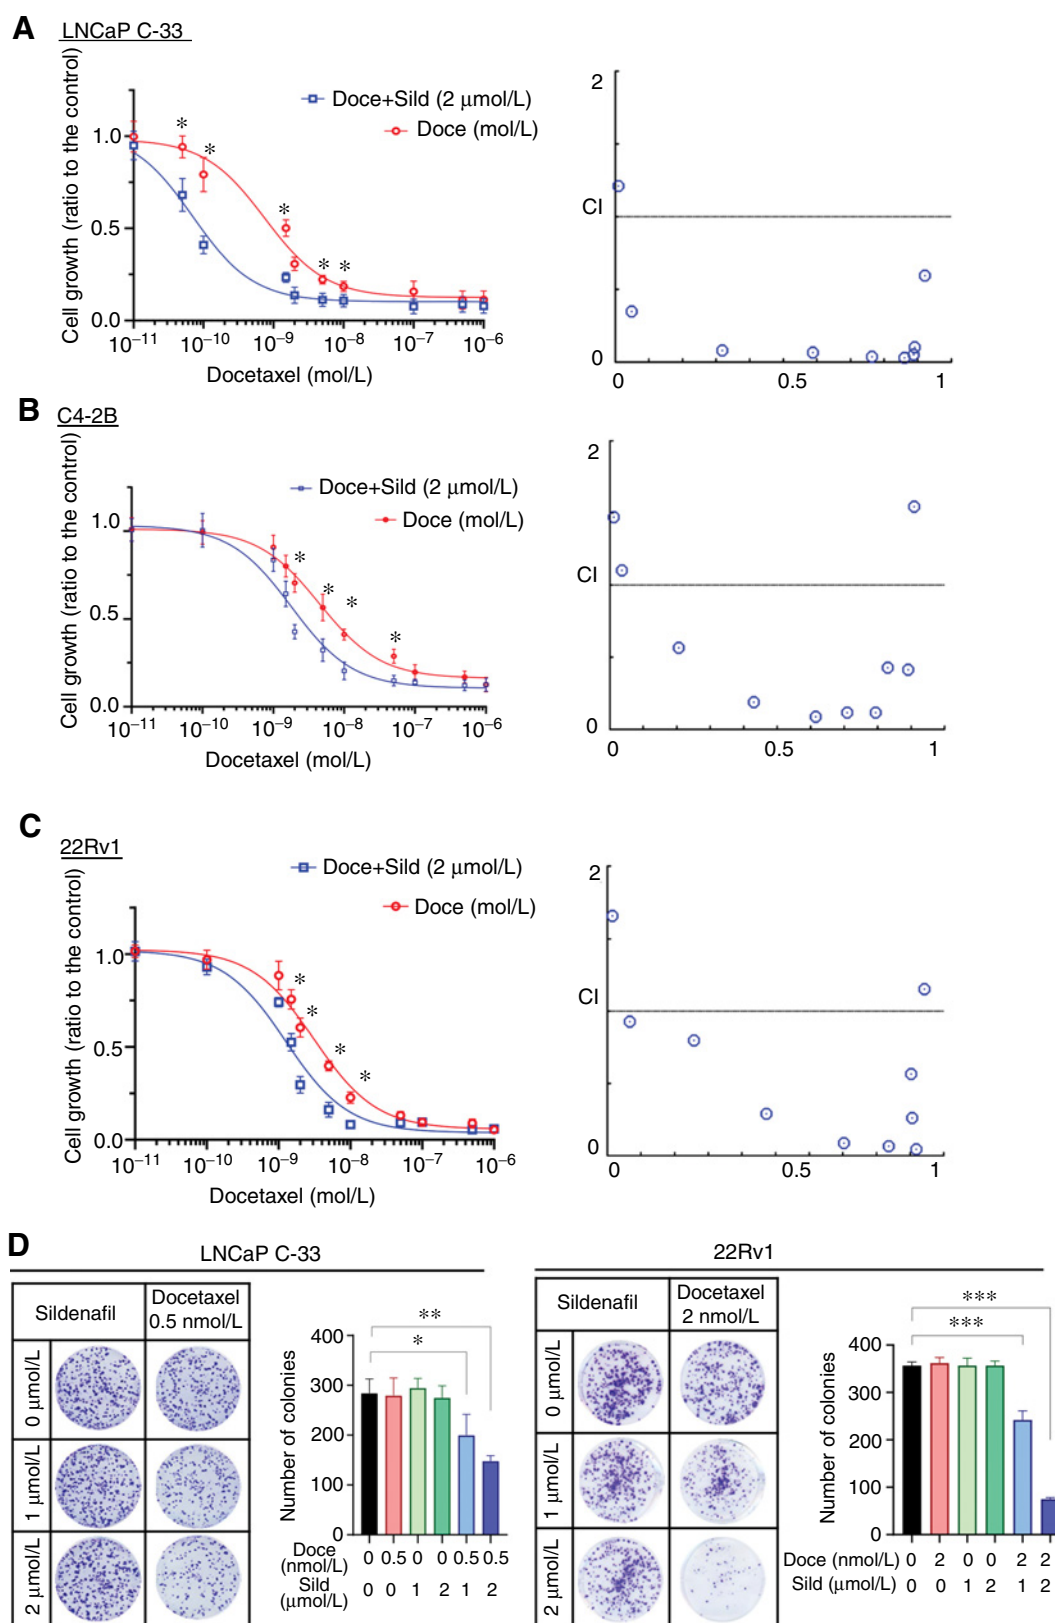 A
LNCaP C-33
Cell growth (ratio to the control)
Doce+Sild (2 μmol/L)
Doce (mol/L)
1.0
0.5
0.0
* * * * *
10⁻¹¹ 10⁻¹⁰ 10⁻⁹ 10⁻⁸ 10⁻⁷ 10⁻⁶
Docetaxel (mol/L)
2
CI
0
0 0.5 1
B
C4-2B
Cell growth (ratio to the control)
Doce+Sild (2 μmol/L)
Doce (mol/L)
1.0
0.5
0.0
* * * *
10⁻¹¹ 10⁻¹⁰ 10⁻⁹ 10⁻⁸ 10⁻⁷ 10⁻⁶
Docetaxel (mol/L)
2
CI
0
0 0.5 1
C
22Rv1
Cell growth (ratio to the control)
Doce+Sild (2 μmol/L)
Doce (mol/L)
1.0
0.5
0.0
* * * *
10⁻¹¹ 10⁻¹⁰ 10⁻⁹ 10⁻⁸ 10⁻⁷ 10⁻⁶
Docetaxel (mol/L)
2
CI
0
0 0.5 1
D
LNCaP C-33
Sildenafil
Docetaxel
0.5 nmol/L
0 μmol/L
1 μmol/L
2 μmol/L
Number of colonies
**
*
400
300
200
100
0
Doce
(nmol/L) 0 0.5 0 0 0.5 0.5
Sild
(μmol/L) 0 0 1 2 1 2
22Rv1
Sildenafil
Docetaxel
2 nmol/L
0 μmol/L
1 μmol/L
2 μmol/L
Number of colonies
***
***
400
300
200
100
0
Doce (nmol/L) 0 2 0 0 2 2
Sild (μmol/L) 0 0 1 2 1 2